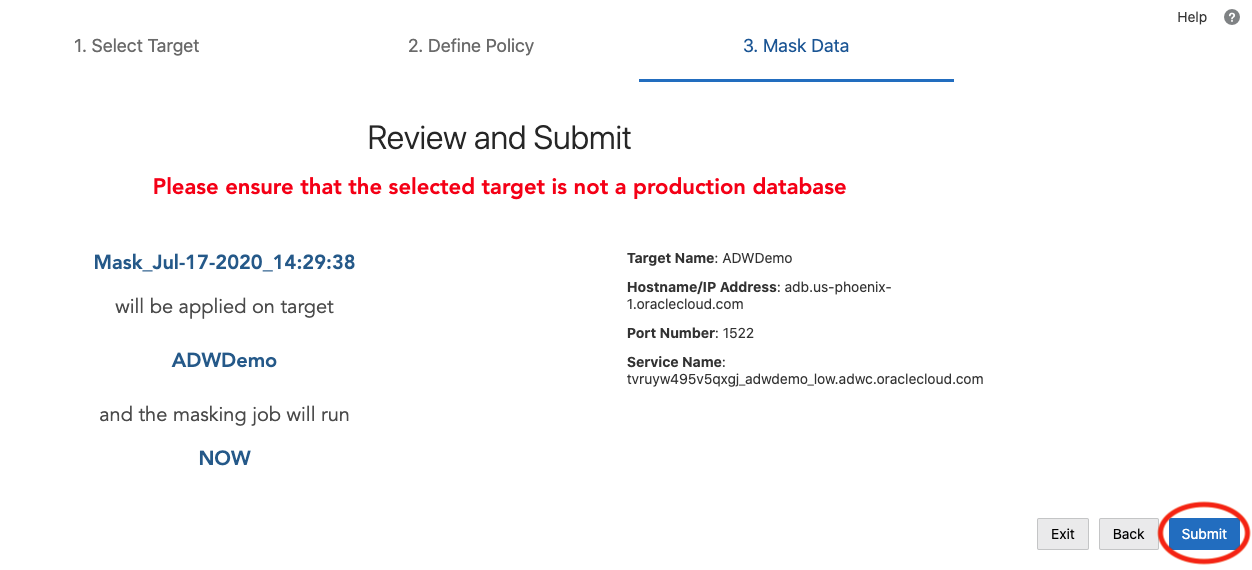 Help ?
1. Select Target
2. Define Policy
3. Mask Data
Review and Submit
Please ensure that the selected target is not a production database
Mask_Jul-17-2020_14:29:38
will be applied on target
ADWDemo
and the masking job will run
NOW
Target Name: ADWDemo
Hostname/IP Address: adb.us-phoenix-
1.oraclecloud.com
Port Number: 1522
Service Name:
tvruyw495v5qxgj_adwdemo_low.adwc.oraclecloud.com
Exit
Back
Submit